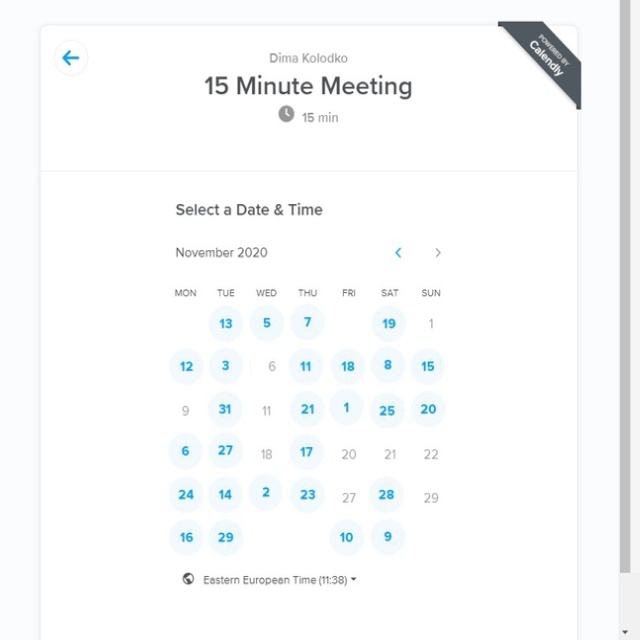 POWERED BY
Calendly
Dima Kolodko
15 Minute Meeting
15 min
Select a Date & Time
November 2020
MON TUE WED THU FRI SAT SUN
13 5 7 19 1
12 3 6 11 18 8 15
9 31 11 21 1 25 20
6 27 18 17 20 21 22
24 14 2 23 27 28 29
16 29 10 9
Eastern European Time (11:38)